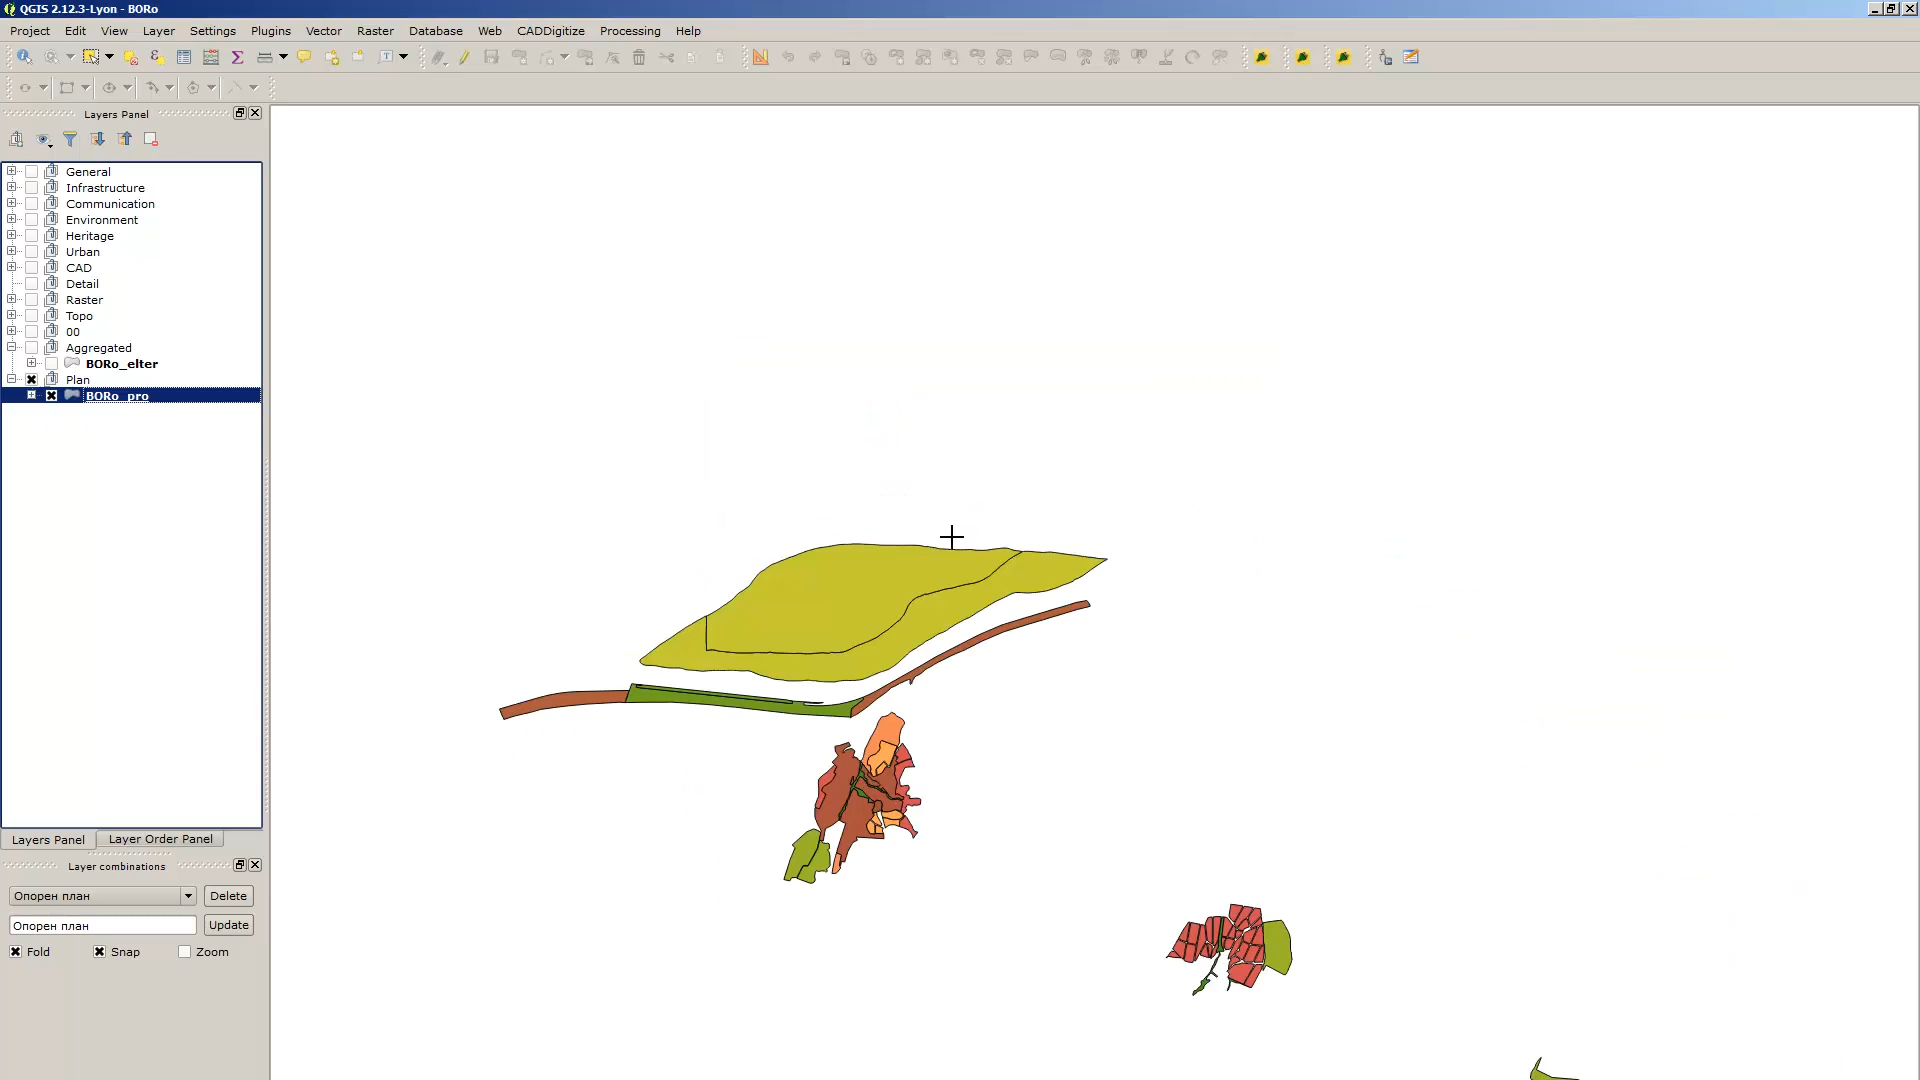 QGIS 2.12.3-Lyon - BORo
Project Edit View Layer Settings Plugins Vector Raster Database Web CADDigitize Processing Help
Layers Panel
General
Infrastructure
Communication
Environment
Heritage
Urban
CAD
Detail
Raster
Topo
00
Aggregated
BORo_elter
Plan
BORo_pro
Layers Panel Layer Order Panel
Layer combinations
Опорен план Delete
Опорен план Update
Fold Snap Zoom